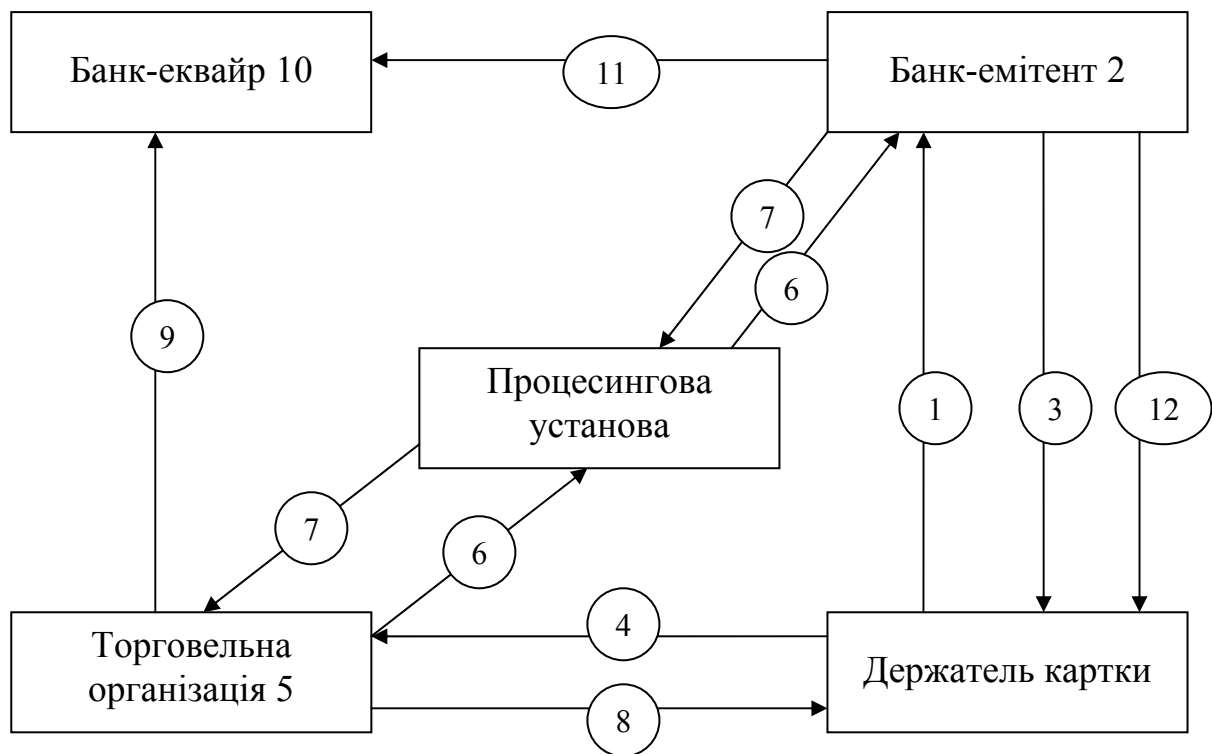 Банк-еквайр 10
11
Банк-емітент 2
7
6
9
Процесингова
установа
1
3
12
7
6
4
Торговельна
організація 5
Держатель картки
8